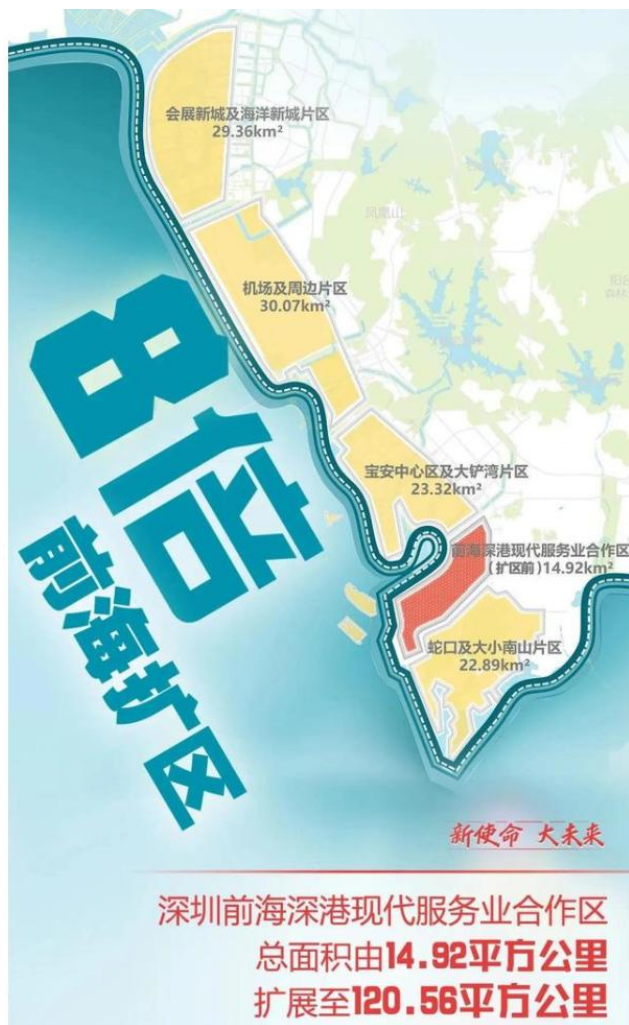 会展新城及海洋新城片区
29.36km²
凤凰山
机场及周边片区
30.07km²
8倍
前海扩区
宝安中心区及大铲湾片区
23.32km²
前海深港现代服务业合作区
(扩区前)14.92km²
蛇口及大小南山片区
22.89km²
新使命 大未来
深圳前海深港现代服务业合作区
总面积由14.92平方公里
扩展至120.56平方公里